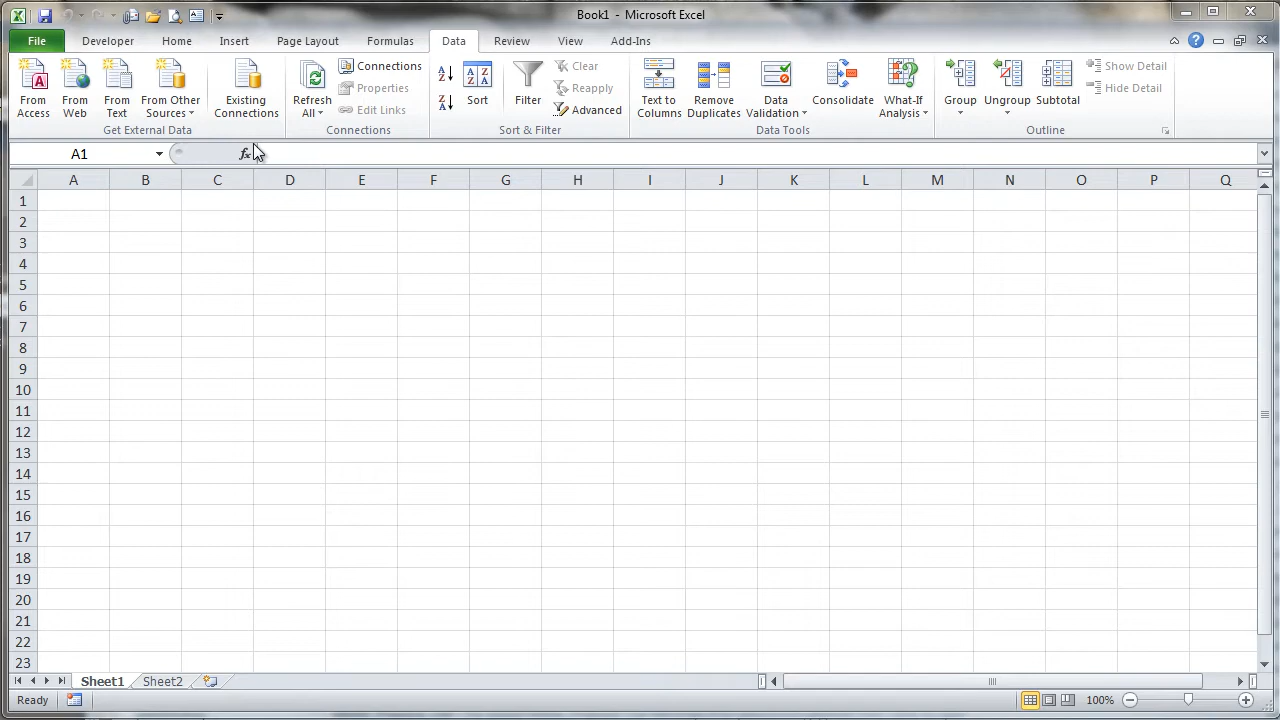 Book1 - Microsoft Excel
File Developer Home Insert Page Layout Formulas Data Review View Add-Ins
From Access
From Web
From Text
From Other Sources
Existing Connections
Get External Data
Refresh All
Connections
Properties
Edit Links
Connections
Sort
Filter
Clear
Reapply
Advanced
Sort & Filter
Text to Columns
Remove Duplicates
Data Validation
Consolidate
What-If Analysis
Data Tools
Group
Ungroup
Subtotal
Show Detail
Hide Detail
Outline
A1 fx
A B C D E F G H I J K L M N O P Q
1
2
3
4
5
6
7
8
9
10
11
12
13
14
15
16
17
18
19
20
21
22
23
Sheet1 Sheet2
Ready 100%